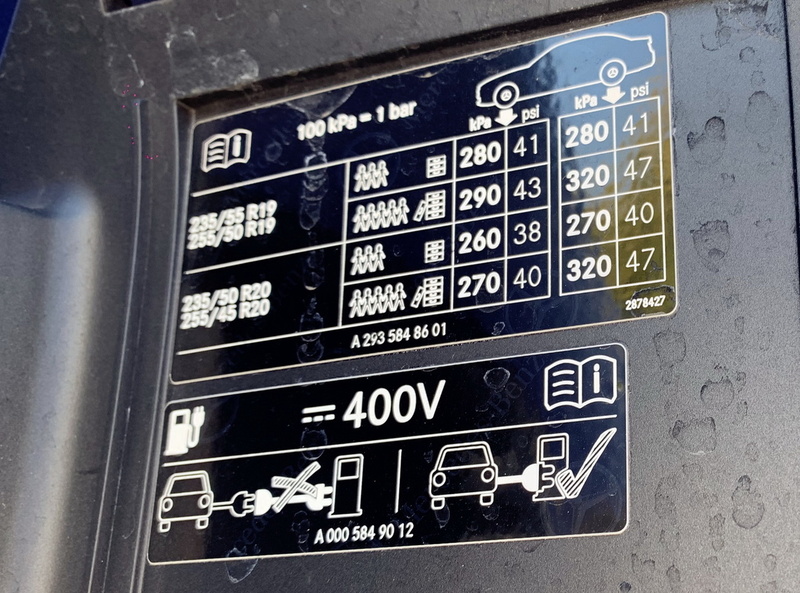 100 kPa = 1 bar
kPa psi kPa psi
235/55 R19
255/50 R19
280 41 280 41
290 43 320 47
235/50 R20
255/45 R20
260 38 270 40
270 40 320 47
A 293 584 86 01
2878427
400V
A 000 584 90 12